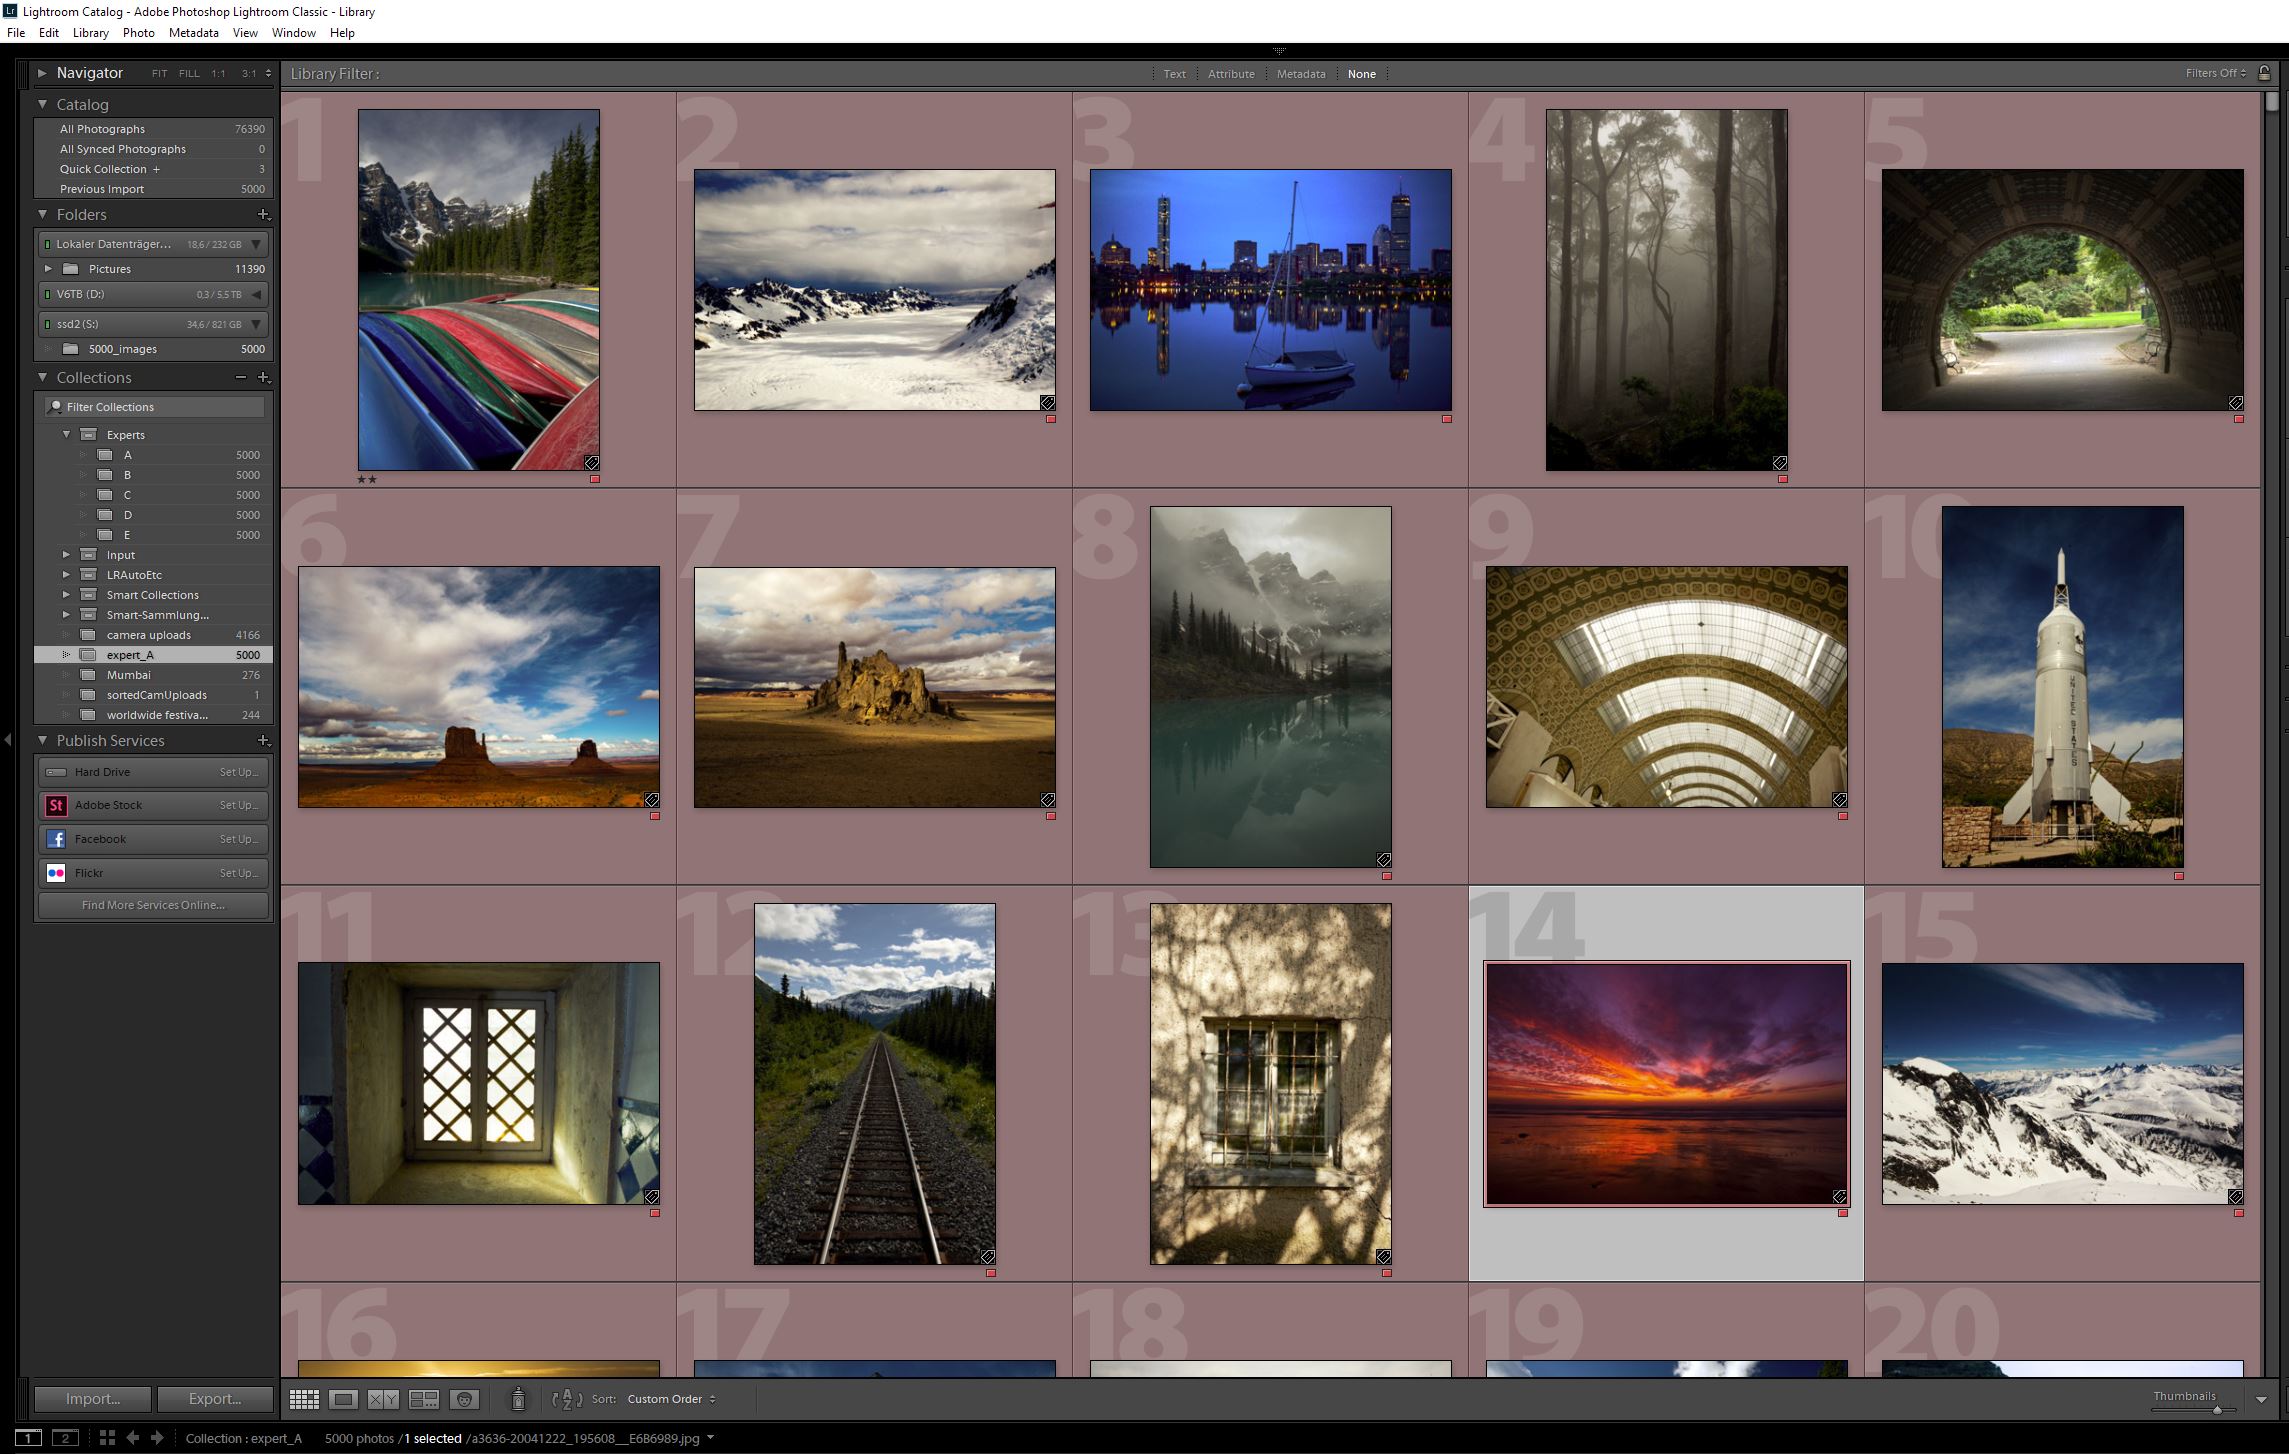 Lr Lightroom Catalog - Adobe Photoshop Lightroom Classic - Library
File Edit Library Photo Metadata View Window Help
Navigator FIT FILL 1:1 3:1
Library Filter : Text Attribute Metadata None Filters Off
Catalog
All Photographs 76390
All Synced Photographs 0
Quick Collection + 3
Previous Import 5000
Folders
Lokaler Datenträger... 18,6 / 232 GB
Pictures 11390
V6TB (D:) 0,3 / 5,5 TB
ssd2 (S:) 34,6 / 821 GB
5000_images 5000
Collections
Filter Collections
Experts
A 5000
B 5000
C 5000
D 5000
E 5000
Input
LRAutoEtc
Smart Collections
Smart-Sammlung...
camera uploads 4166
expert_A 5000
Mumbai 276
sortedCamUploads 1
worldwide festiva... 244
Publish Services
Hard Drive Set Up...
St Adobe Stock Set Up...
f Facebook Set Up...
Flickr Set Up...
Find More Services Online...
1 2 3 4 5
6 7 8 9 10
UNITED STATES
11 12 13 14 15
16 17 18 19 20
Import... Export...
X Y
Sort: Custom Order
Thumbnails
1 2 Collection : expert_A 5000 photos / 1 selected / a3636-20041222_195608__E6B6989.jpg